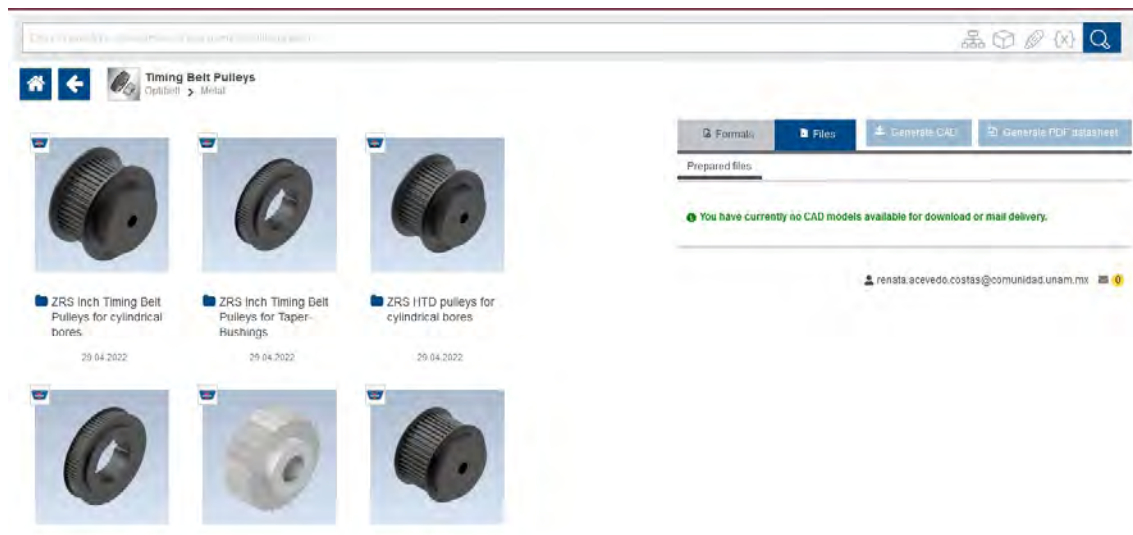 Timing Belt Pulleys
Optibelt > Metal
Formats
Files
Generate CAD
Generate PDF datasheet
Prepared files
You have currently no CAD models available for download or mail delivery.
renata.acevedo.costas@comunidad.unam.mx 0
ZRS Inch Timing Belt
Pulleys for cylindrical
bores
29.04.2022
ZRS Inch Timing Belt
Pulleys for Taper-
Bushings
29.04.2022
ZRS HTD pulleys for
cylindrical bores
29.04.2022